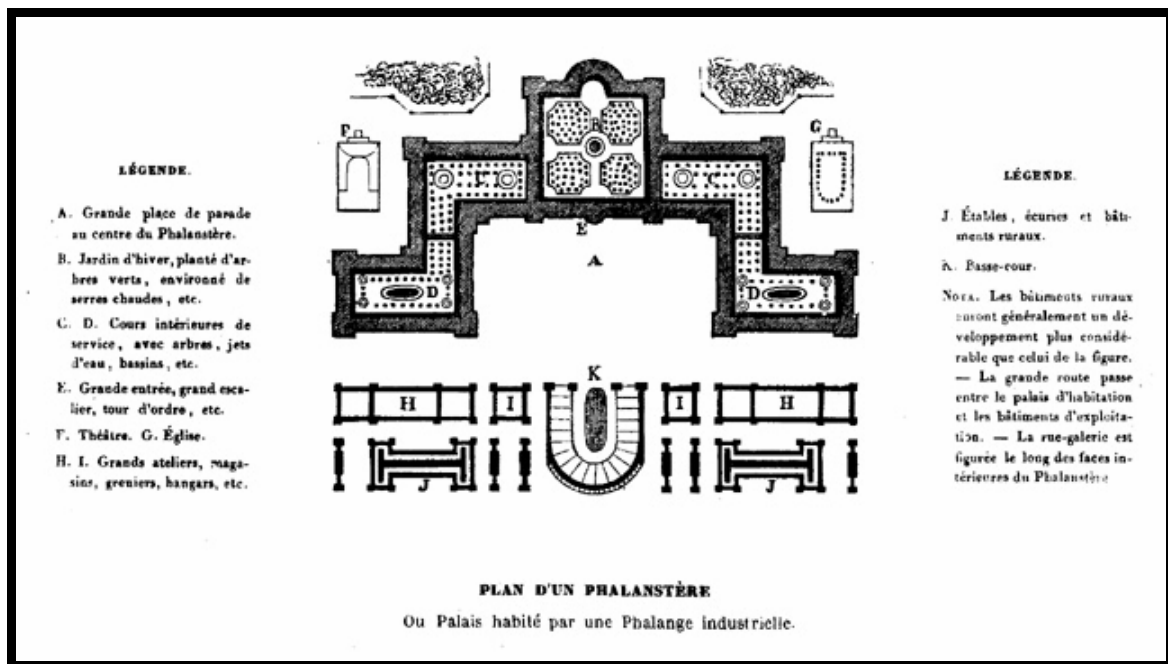 LÉGENDE.
A. Grande place de parade
au centre du Phalanstère.
B. Jardin d'hiver, planté d'ar-
bres verts, environné de
serres chaudes, etc.
C. D. Cours intérieures de
service, avec arbres, jets
d'eau, bassins, etc.
E. Grande entrée, grand esca-
lier, tour d'ordre, etc.
F. Théâtre. G. Église.
H. I. Grands ateliers, maga-
sins, greniers, hangars, etc.
F
G
B
C
C
E
A
D
D
K
H
I
I
H
J
J
LÉGENDE.
J. Étables, écuries et bâti-
ments ruraux.
K. Basse-cour.
NOTA. Les bâtiments ruraux
auront généralement un dé-
veloppement plus considé-
rable que celui de la figure.
— La grande route passe
entre le palais d'habitation
et les bâtiments d'exploita-
tion. — La rue-galerie est
figurée le long des faces in-
térieures du Phalanstère
PLAN D'UN PHALANSTÈRE
Ou Palais habité par une Phalange industrielle.